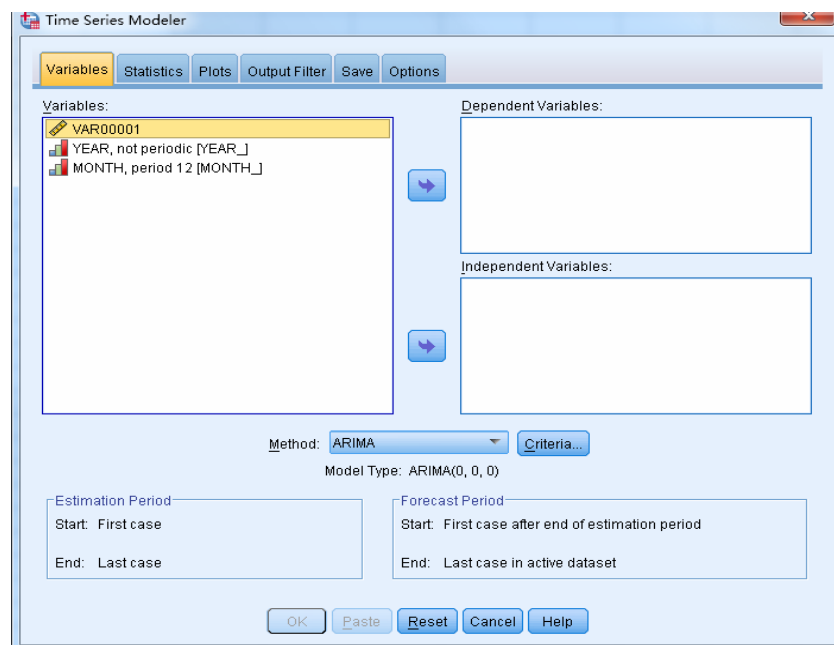 Time Series Modeler
Variables Statistics Plots Output Filter Save Options
Variables:
VAR00001
YEAR, not periodic [YEAR_]
MONTH, period 12 [MONTH_]
Dependent Variables:
Independent Variables:
Method: ARIMA Criteria...
Model Type: ARIMA(0, 0, 0)
Estimation Period
Start: First case
End: Last case
Forecast Period
Start: First case after end of estimation period
End: Last case in active dataset
OK Paste Reset Cancel Help